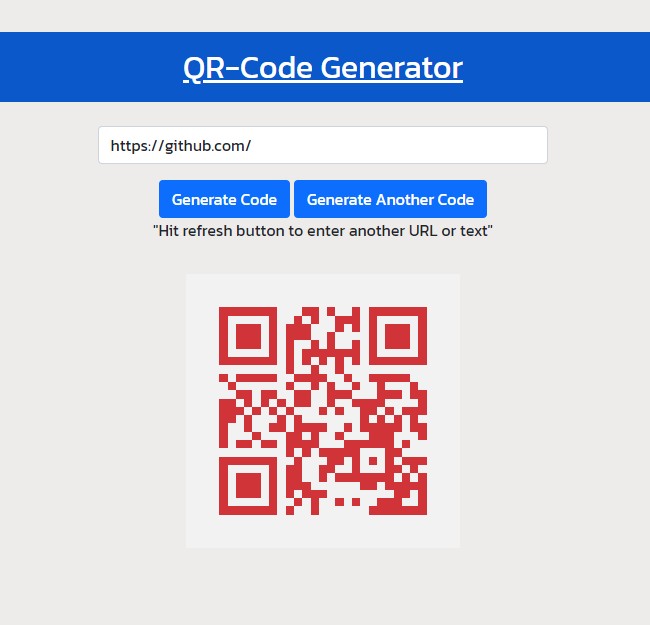 QR-Code Generator
https://github.com/
Generate Code Generate Another Code
"Hit refresh button to enter another URL or text"